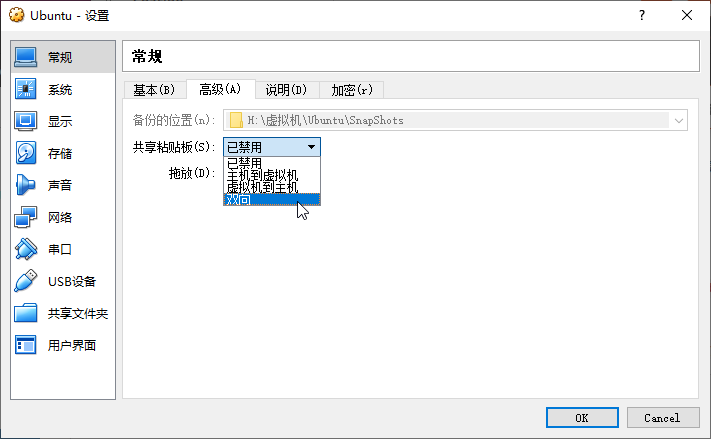 Ubuntu - 设置
?
常规
系统
显示
存储
声音
网络
串口
USB设备
共享文件夹
用户界面
常规
基本(B) 高级(A) 说明(D) 加密(r)
备份的位置(n): H:\虚拟机\Ubuntu\SnapShots
共享粘贴板(S): 已禁用
已禁用
主机到虚拟机
虚拟机到主机
双向
拖放(D):
OK Cancel